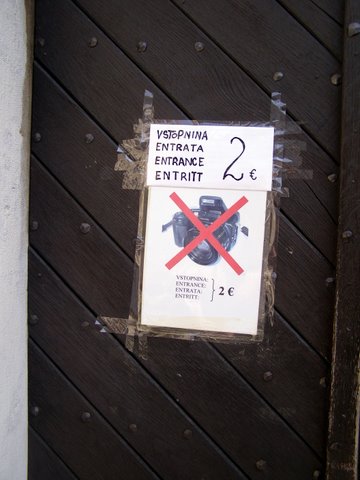 VSTOPNINA
ENTRATA
ENTRANCE
ENTRITT
2 €
VSTOPNINA:
ENTRANCE:
ENTRATA:
ENTRITT:
2 €